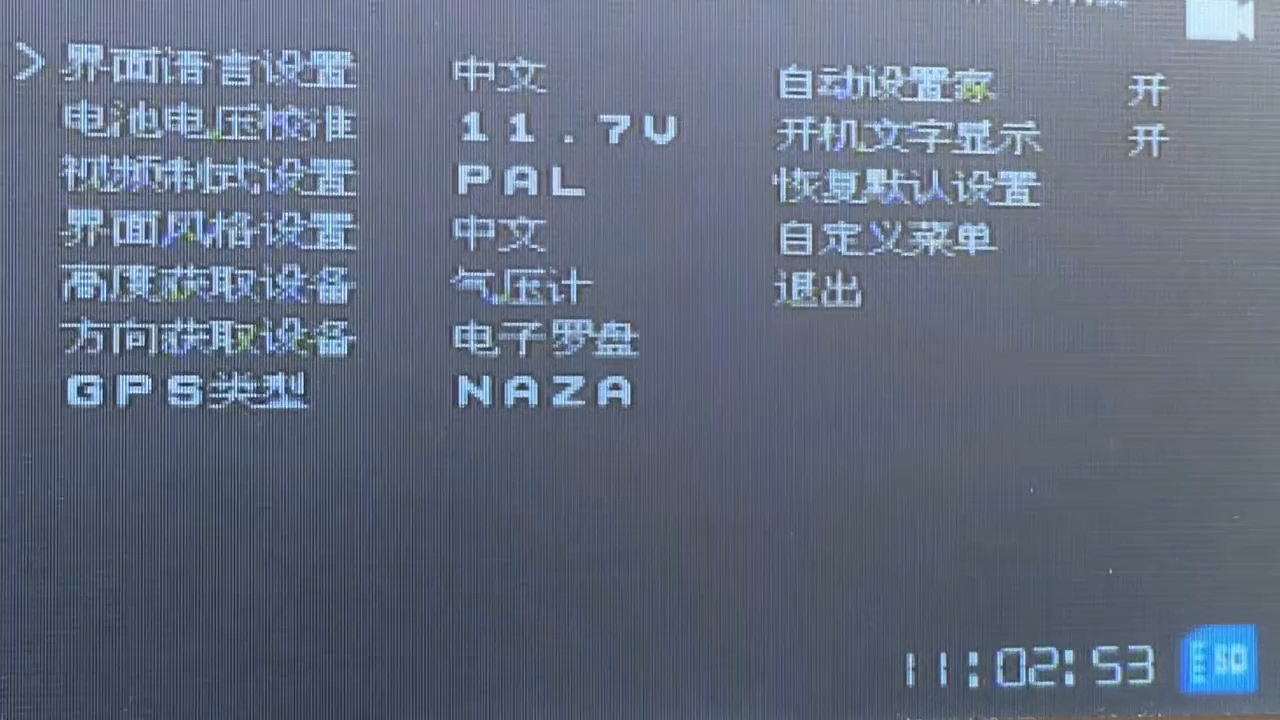 > 界面语言设置 中文
电池电压校准 11.7V
视频制式设置 PAL
界面风格设置 中文
高度获取设备 气压计
方向获取设备 电子罗盘
GPS类型 NAZA
自动设置家 开
开机文字显示 开
恢复默认设置
自定义菜单
退出
11:02:53
SD